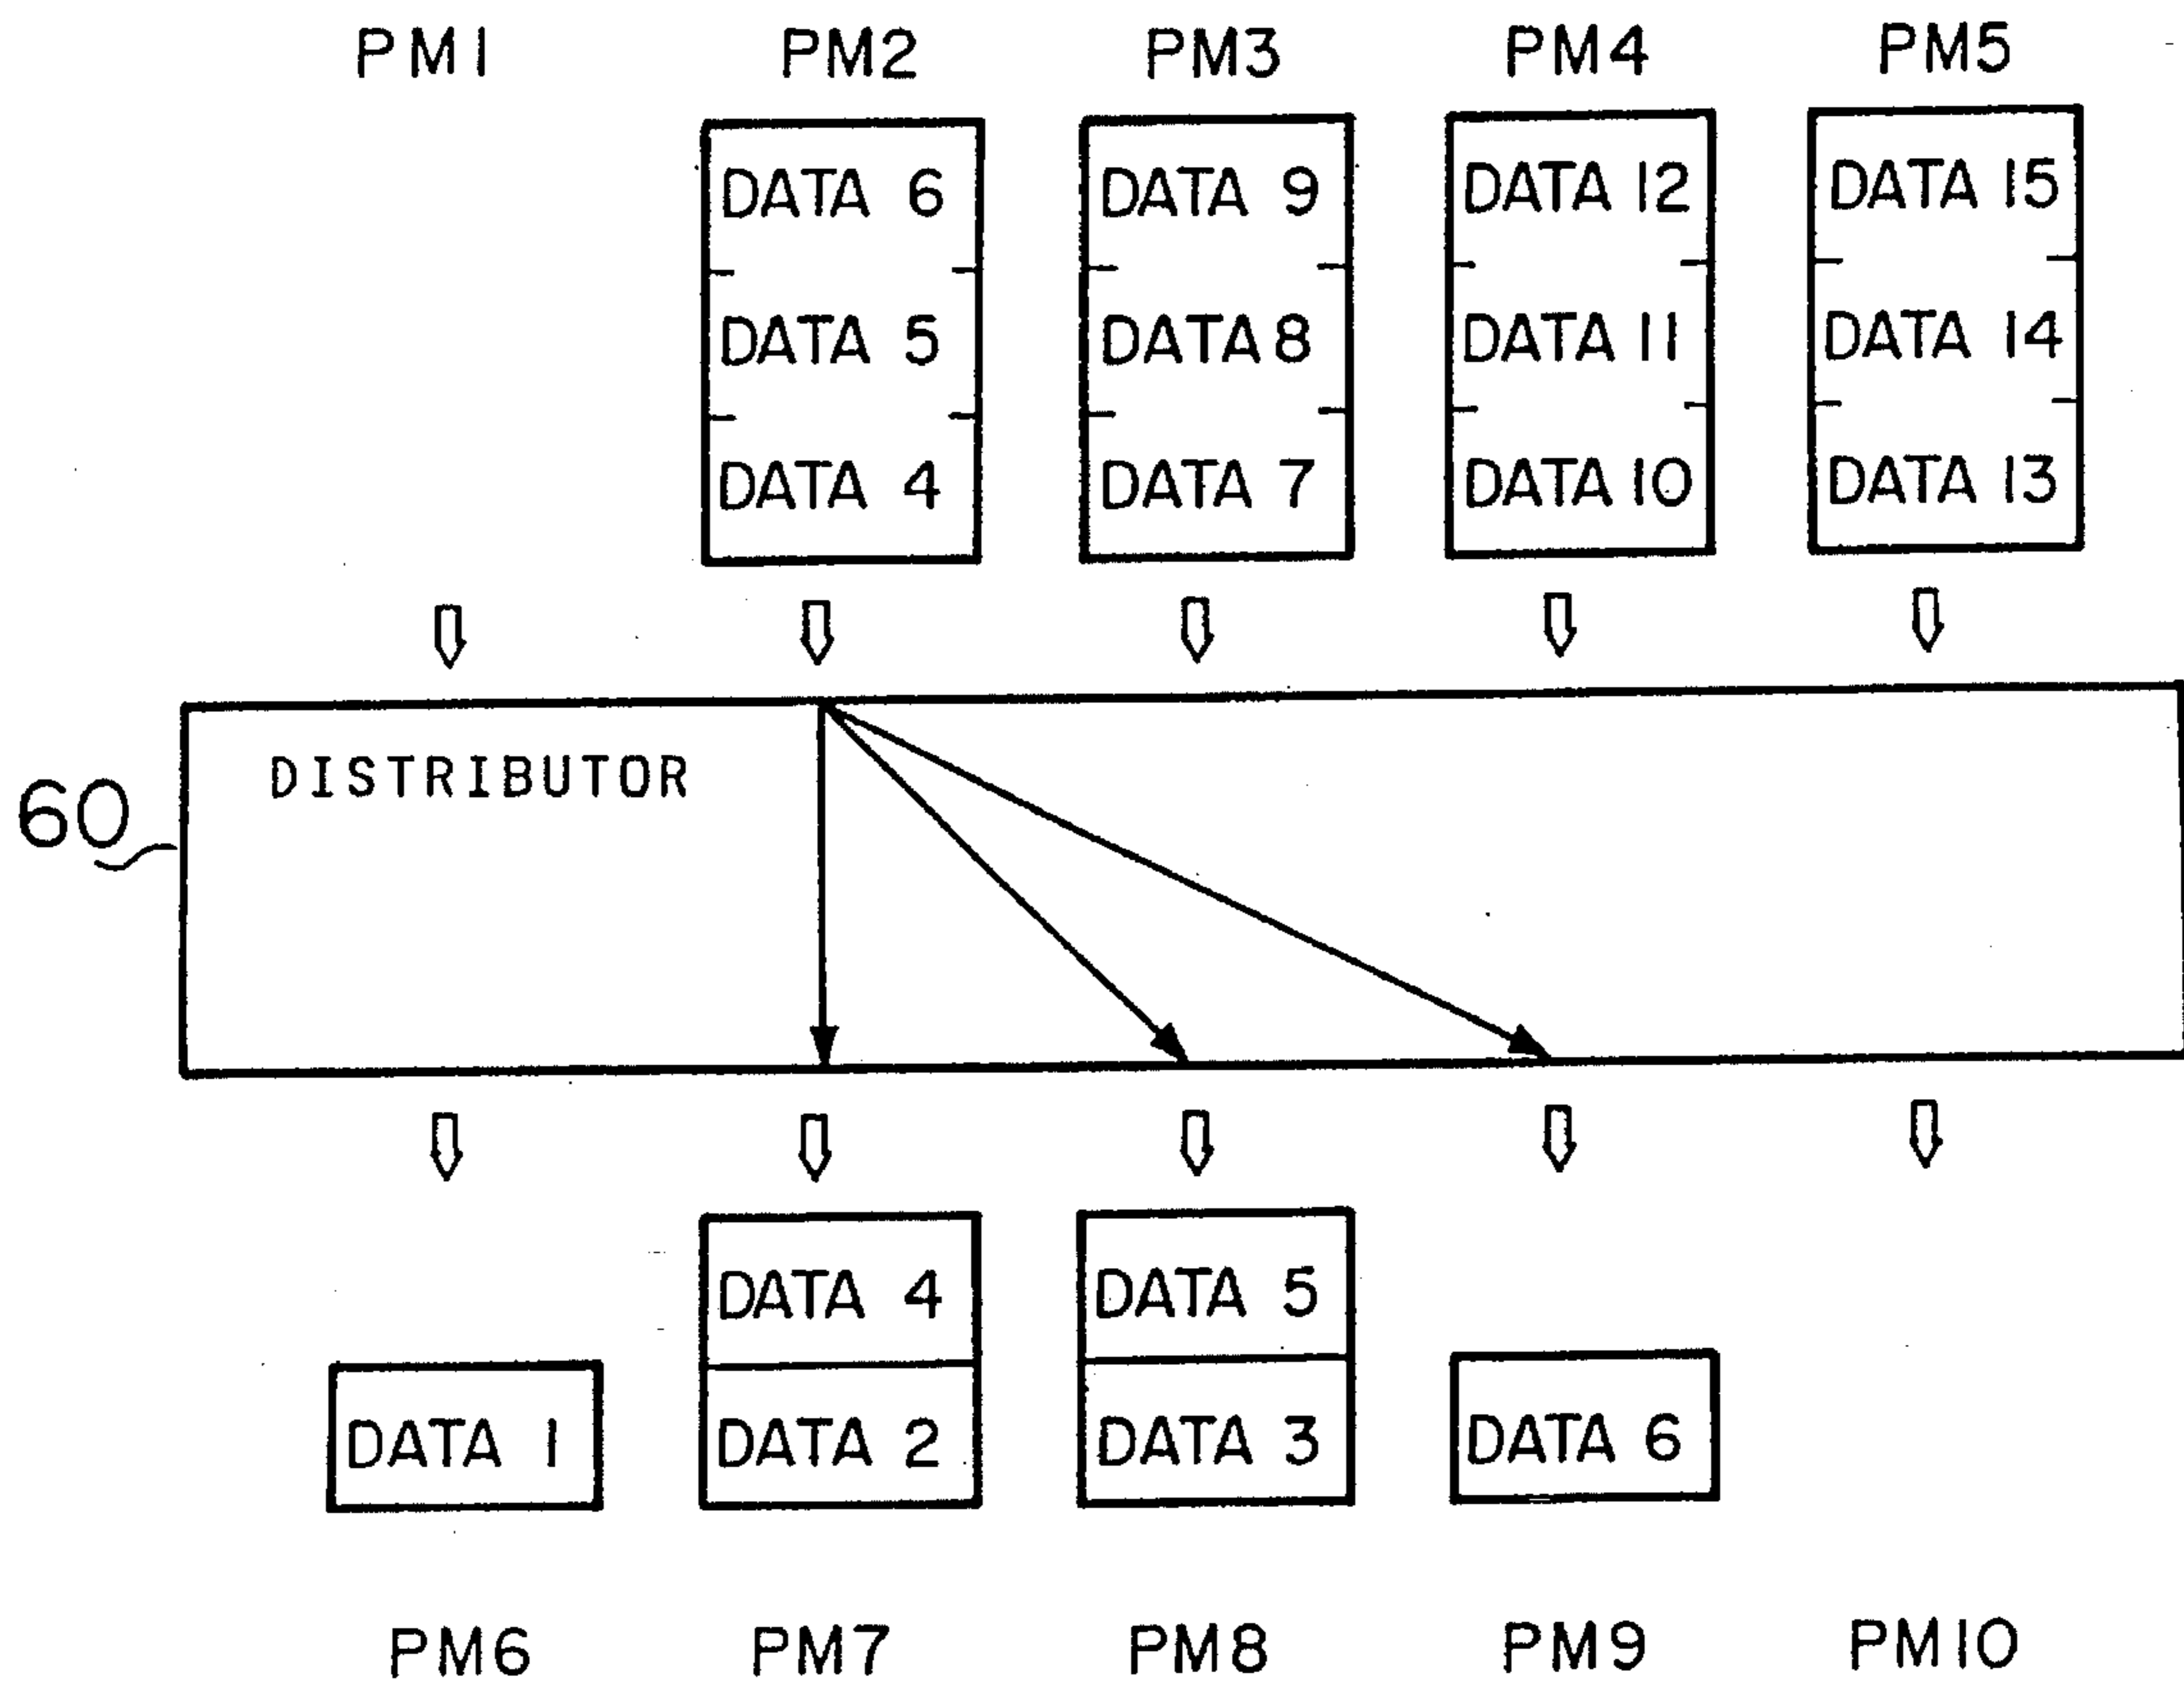 PM1 PM2 PM3 PM4 PM5
DATA 6 DATA 9 DATA 12 DATA 15
DATA 5 DATA 8 DATA 11 DATA 14
DATA 4 DATA 7 DATA 10 DATA 13
DISTRIBUTOR
60
DATA 4 DATA 5
DATA 1 DATA 2 DATA 3 DATA 6
PM6 PM7 PM8 PM9 PM10